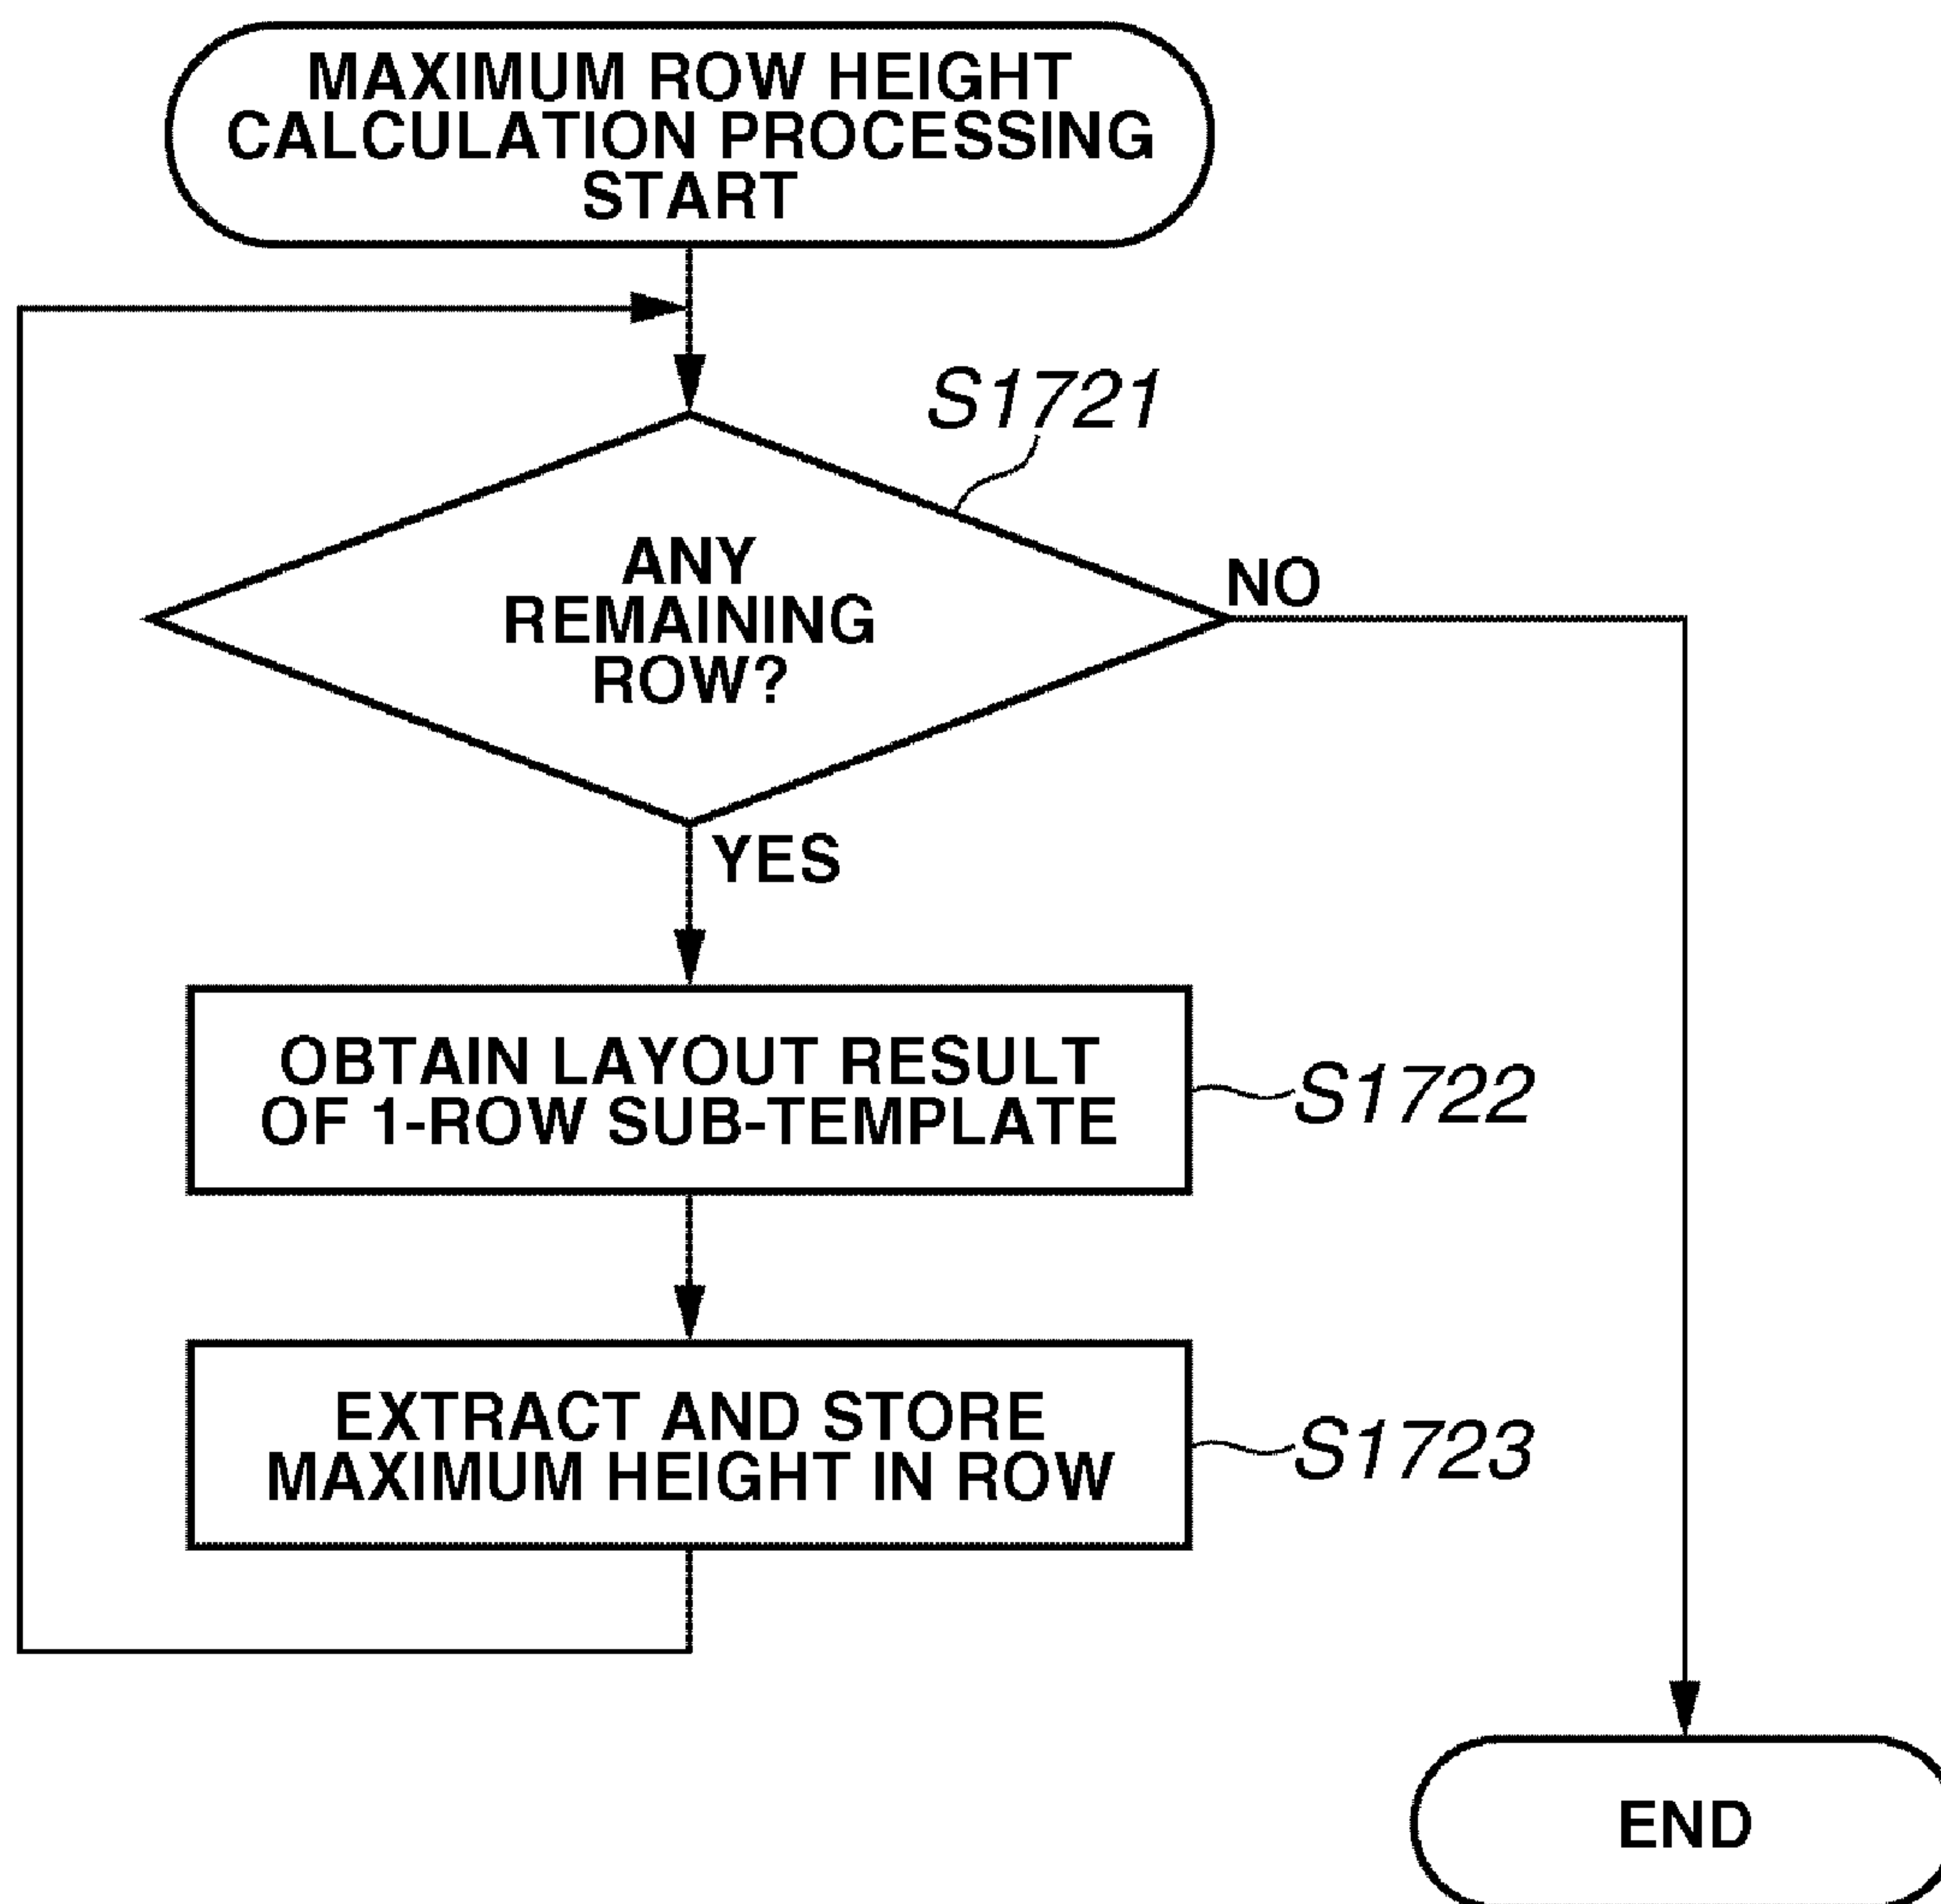 MAXIMUM ROW HEIGHT
CALCULATION PROCESSING
START
S1721
ANY
REMAINING
ROW?
NO
YES
OBTAIN LAYOUT RESULT
OF 1-ROW SUB-TEMPLATE
S1722
EXTRACT AND STORE
MAXIMUM HEIGHT IN ROW
S1723
END